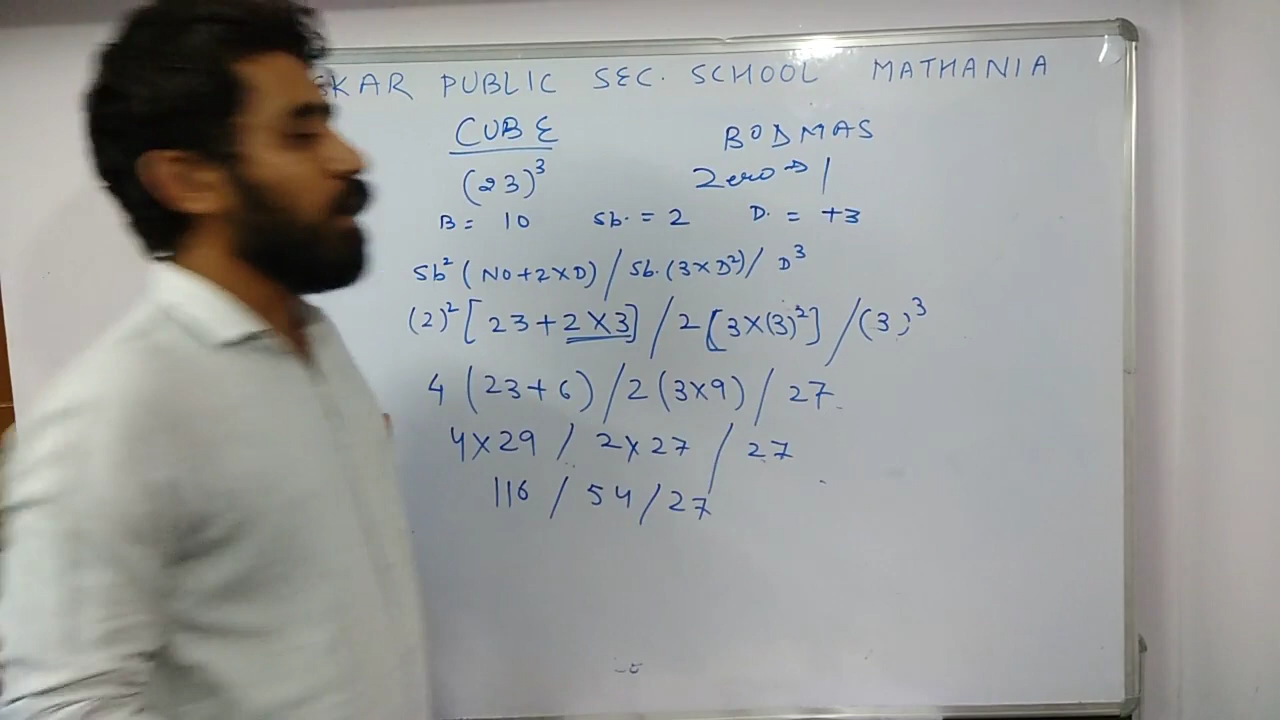 SKAR PUBLIC SEC. SCHOOL MATHANIA
CUBE
BODMAS
(23)³
Zero → 1
B = 10 Sb. = 2 D. = +3
Sb² (NO+2×D) / Sb. (3×D²) / D³
(2)² [23+2×3] / 2 [3×(3)²] / (3)³
4 (23+6) / 2 (3×9) / 27
4×29 / 2×27 / 27
116 / 54 / 27